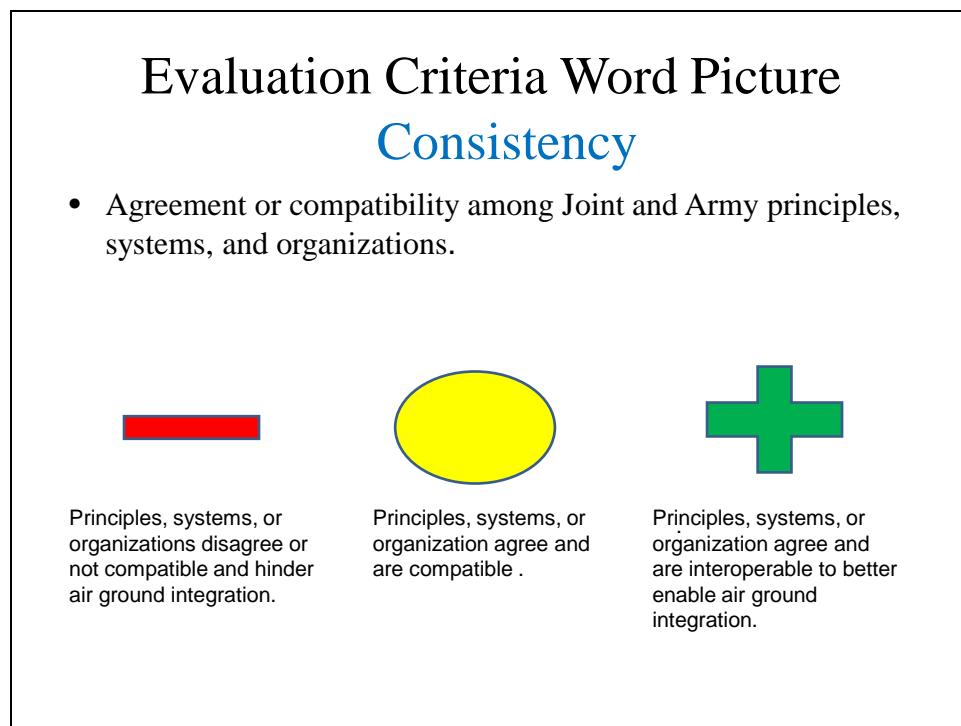 Evaluation Criteria Word Picture
Consistency
• Agreement or compatibility among Joint and Army principles,
systems, and organizations.
Principles, systems, or
organizations disagree or
not compatible and hinder
air ground integration.
Principles, systems, or
organization agree and
are compatible .
Principles, systems, or
organization agree and
are interoperable to better
enable air ground
integration.